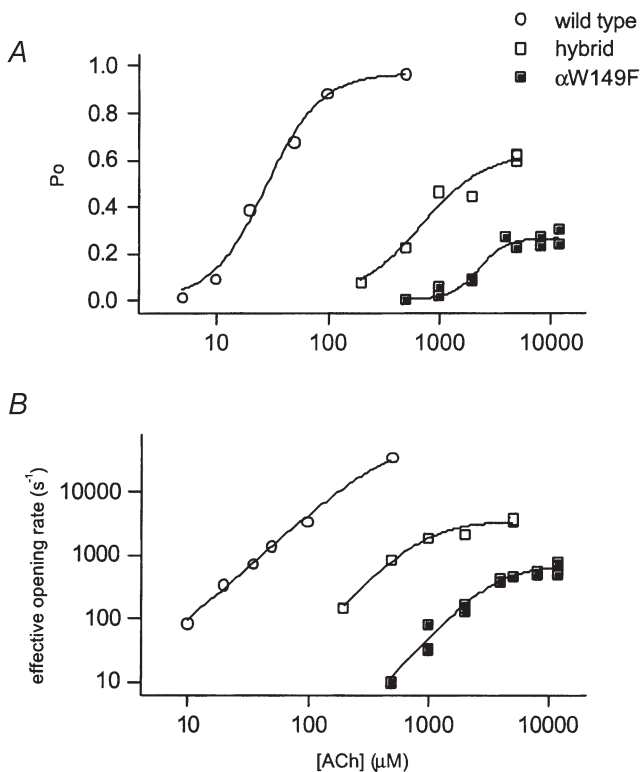 wild type
hybrid
αW149F
A
1.0
0.8
0.6
0.4
0.2
0.0
Po
10 100 1000 10000
B
10000
1000
100
10
effective opening rate (s⁻¹)
10 100 1000 10000
[ACh] (μM)